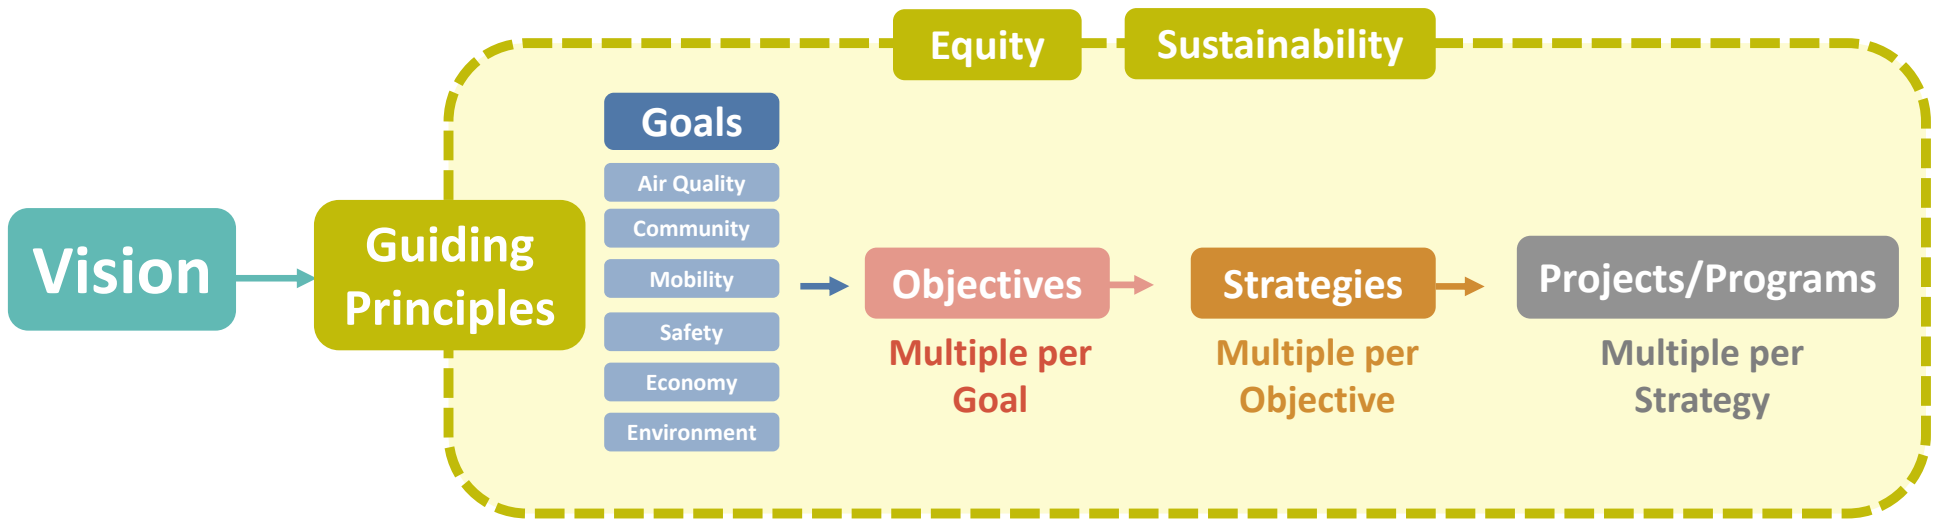 Equity
Sustainability
Goals
Air Quality
Community
Mobility
Safety
Economy
Environment
Vision
Guiding
Principles
Objectives
Multiple per
Goal
Strategies
Multiple per
Objective
Projects/Programs
Multiple per
Strategy